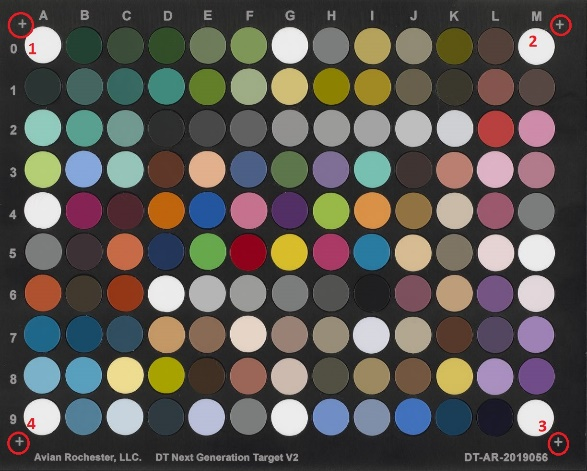 A B C D E F G H I J K L M
+ +
0 1 2
1
2
3
4
5
6
7
8
9 4 3
+ +
Avian Rochester, LLC. DT Next Generation Target V2 DT-AR-2019056